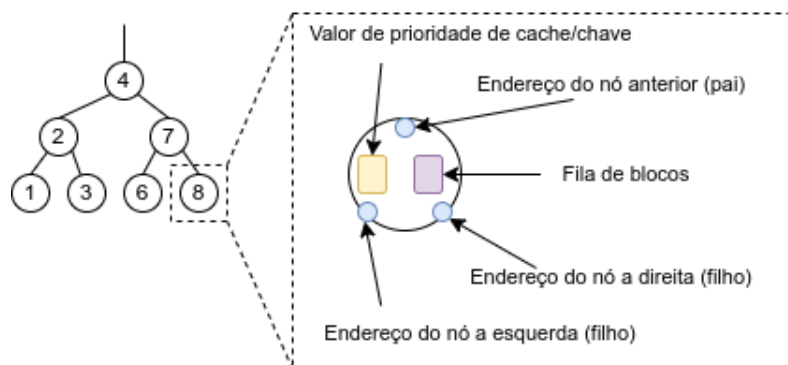 Valor de prioridade de cache/chave
4
Endereço do nó anterior (pai)
2
7
Fila de blocos
1
3
6
8
Endereço do nó a direita (filho)
Endereço do nó a esquerda (filho)